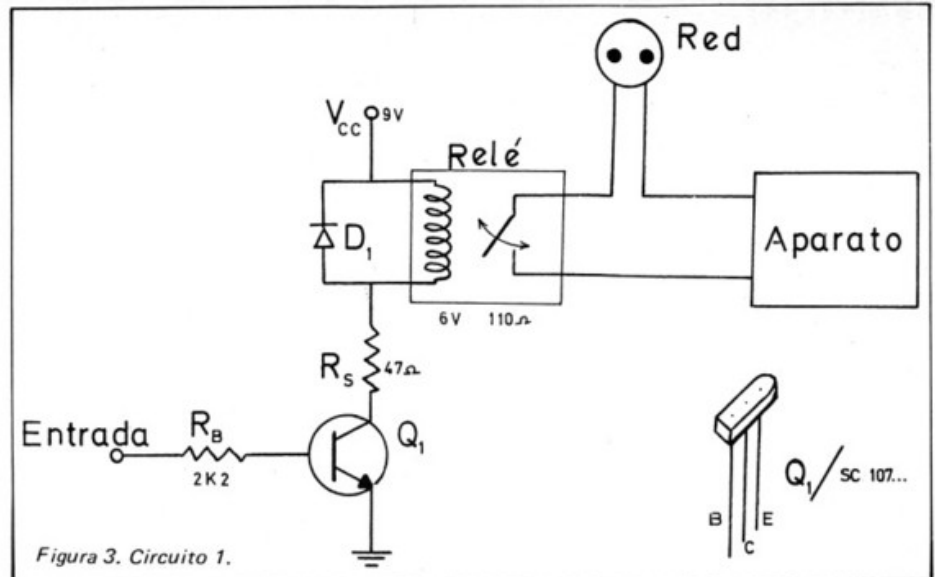 Red
V_CC 9V
Relé
D1
Aparato
6V 110Ω
RS 47Ω
Entrada
RB
2K2
Q1
Q1/ SC 107...
B
C
E
Figura 3. Circuito 1.